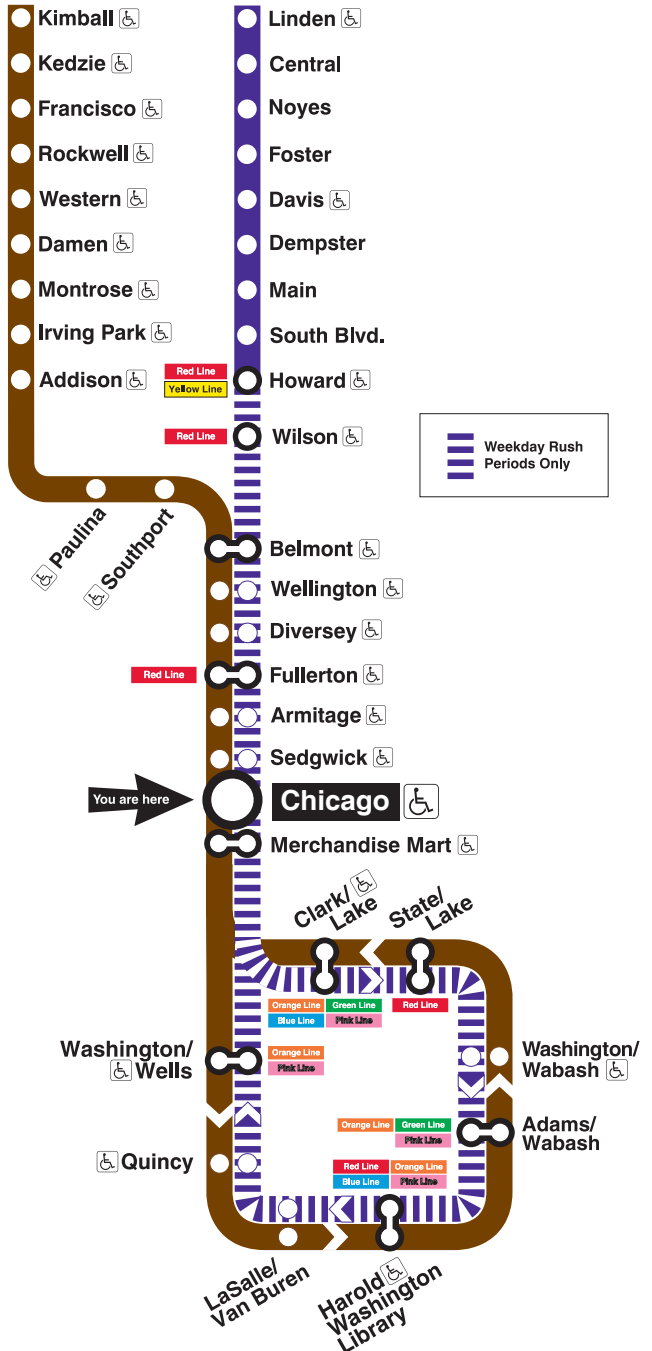 Kimball
Kedzie
Francisco
Rockwell
Western
Damen
Montrose
Irving Park
Addison
Paulina
Southport
Linden
Central
Noyes
Foster
Davis
Dempster
Main
South Blvd.
Red Line
Yellow Line
Howard
Red Line
Wilson
Weekday Rush
Periods Only
Belmont
Wellington
Diversey
Red Line
Fullerton
Armitage
Sedgwick
You are here
Chicago
Merchandise Mart
Clark/
Lake
State/
Lake
Orange Line
Green Line
Blue Line
Pink Line
Red Line
Washington/
Wells
Orange Line
Pink Line
Washington/
Wabash
Orange Line
Green Line
Pink Line
Adams/
Wabash
Quincy
Red Line
Orange Line
Blue Line
Pink Line
LaSalle/
Van Buren
Harold
Washington
Library